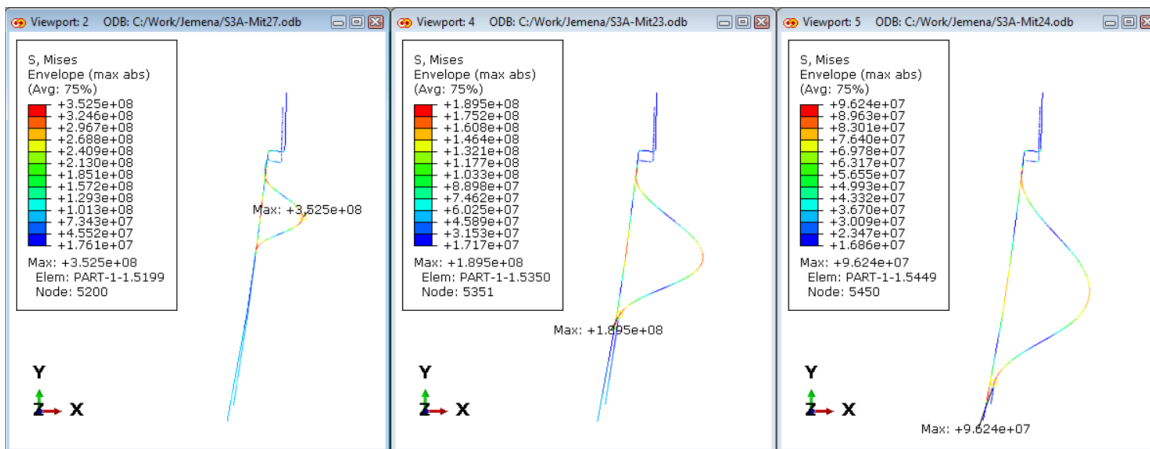 Viewport: 2 ODB: C:/Work/Jemena/S3A-Mit27.odb
S, Mises
Envelope (max abs)
(Avg: 75%)
+3.525e+08
+3.246e+08
+2.967e+08
+2.688e+08
+2.409e+08
+2.130e+08
+1.851e+08
+1.572e+08
+1.293e+08
+1.013e+08
+7.343e+07
+4.552e+07
+1.761e+07
Max: +3.525e+08
Elem: PART-1-1.5199
Node: 5200
Max: +3.525e+08
Y
Z X
Viewport: 4 ODB: C:/Work/Jemena/S3A-Mit23.odb
S, Mises
Envelope (max abs)
(Avg: 75%)
+1.895e+08
+1.752e+08
+1.608e+08
+1.464e+08
+1.321e+08
+1.177e+08
+1.033e+08
+8.898e+07
+7.462e+07
+6.025e+07
+4.589e+07
+3.153e+07
+1.717e+07
Max: +1.895e+08
Elem: PART-1-1.5350
Node: 5351
Max: +1.895e+08
Y
Z X
Viewport: 5 ODB: C:/Work/Jemena/S3A-Mit24.odb
S, Mises
Envelope (max abs)
(Avg: 75%)
+9.624e+07
+8.963e+07
+8.301e+07
+7.640e+07
+6.978e+07
+6.317e+07
+5.655e+07
+4.993e+07
+4.332e+07
+3.670e+07
+3.009e+07
+2.347e+07
+1.686e+07
Max: +9.624e+07
Elem: PART-1-1.5449
Node: 5450
Max: +9.624e+07
Y
Z X